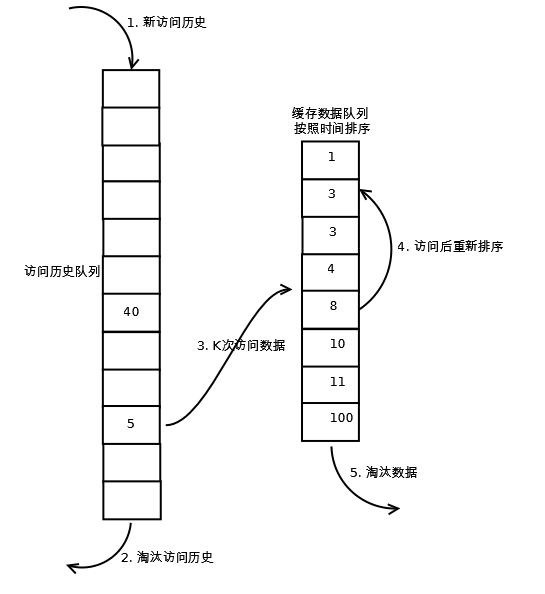 1. 新访问历史
缓存数据队列
按照时间排序
1
3
3
4
8
10
11
100
4. 访问后重新排序
访问历史队列
40
5
3. K次访问数据
5. 淘汰数据
2. 淘汰访问历史